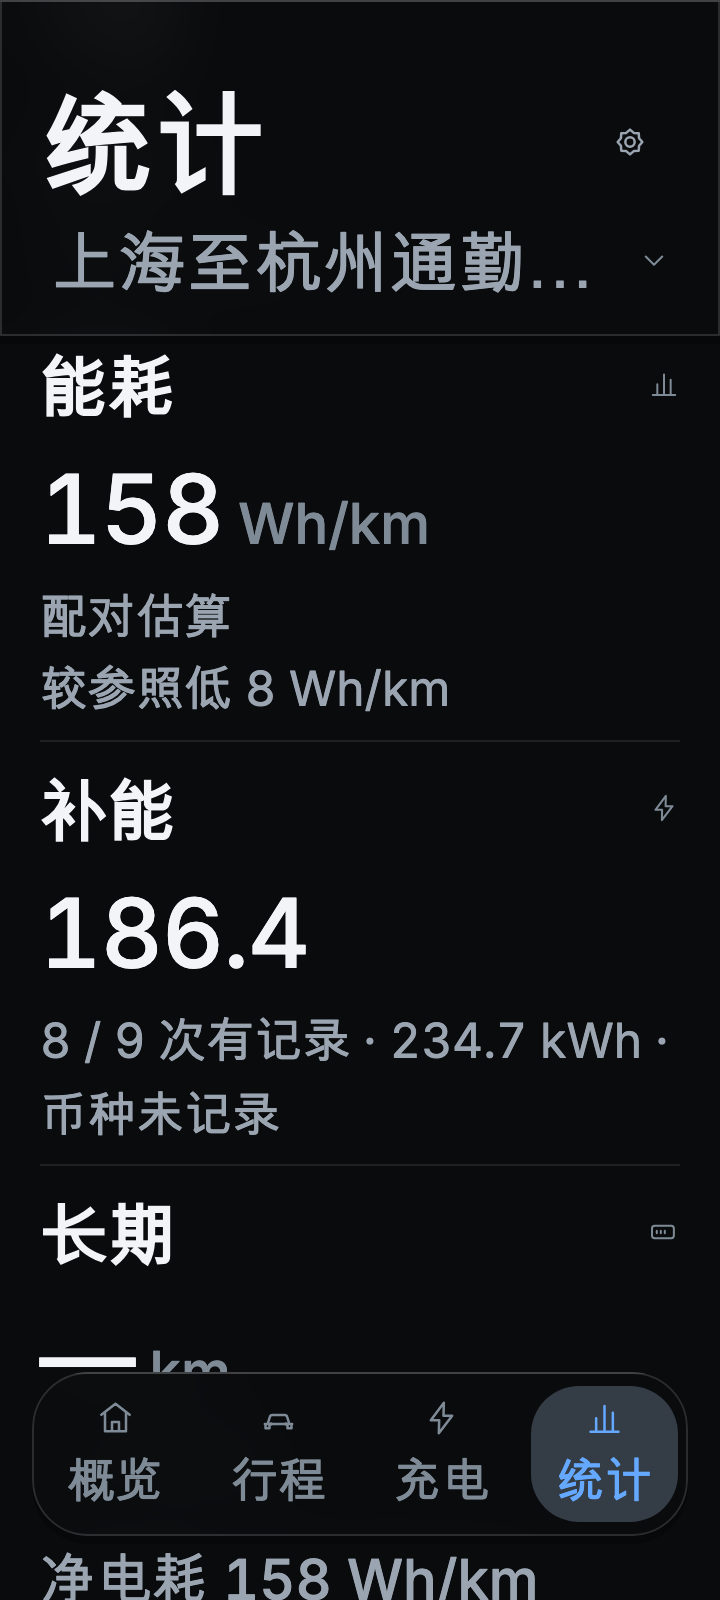 统计
上海至杭州通勤...
能耗
158 Wh/km
配对估算
较参照低 8 Wh/km
补能
186.4
8 / 9 次有记录 · 234.7 kWh ·
币种未记录
长期
— km
概览
行程
充电
统计
净电耗 158 Wh/km